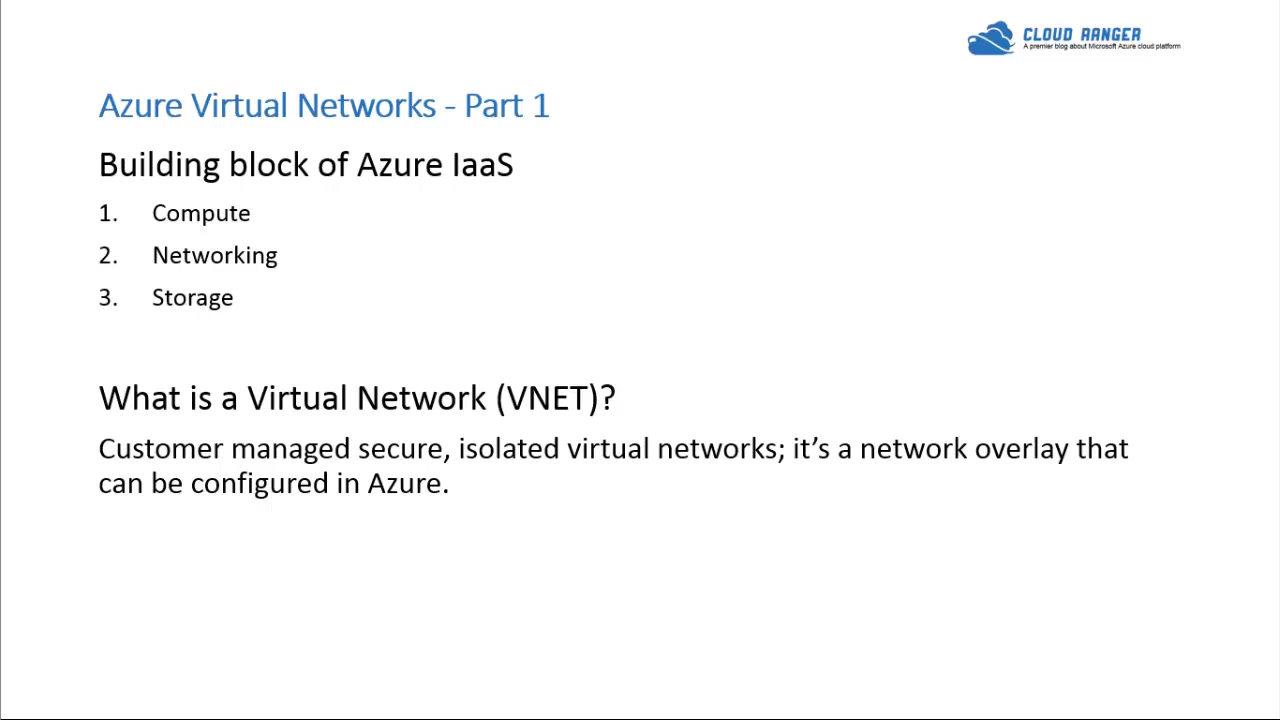 CLOUD RANGER
A premier blog about Microsoft Azure cloud platform
Azure Virtual Networks - Part 1
Building block of Azure IaaS
1. Compute
2. Networking
3. Storage
What is a Virtual Network (VNET)?
Customer managed secure, isolated virtual networks; it’s a network overlay that
can be configured in Azure.